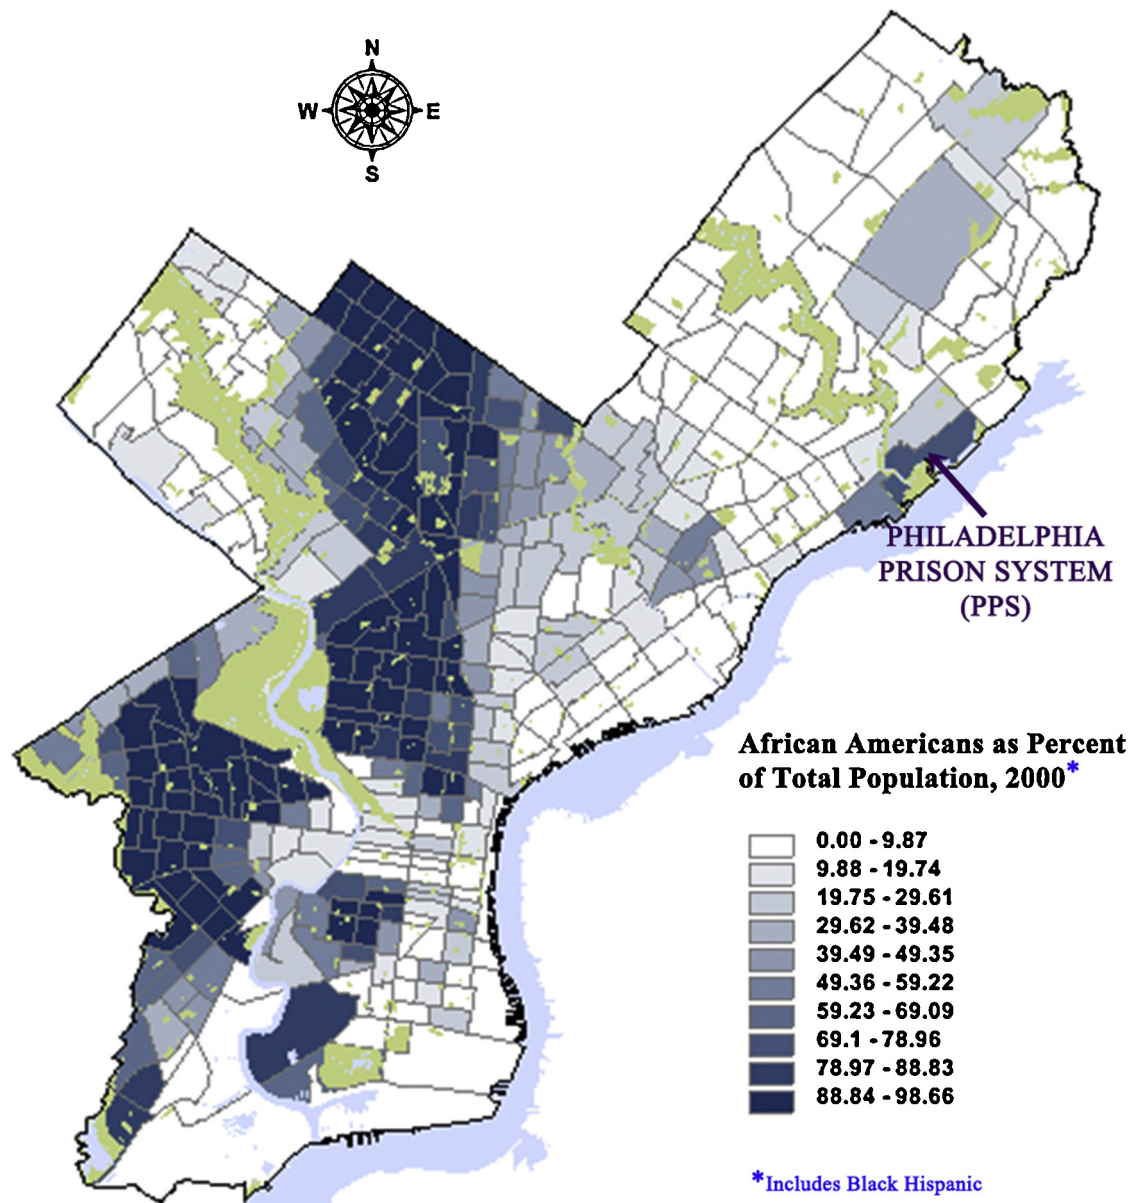 N
W E
S
PHILADELPHIA
PRISON SYSTEM
(PPS)
African Americans as Percent
of Total Population, 2000*
0.00 - 9.87
9.88 - 19.74
19.75 - 29.61
29.62 - 39.48
39.49 - 49.35
49.36 - 59.22
59.23 - 69.09
69.1 - 78.96
78.97 - 88.83
88.84 - 98.66
*Includes Black Hispanic